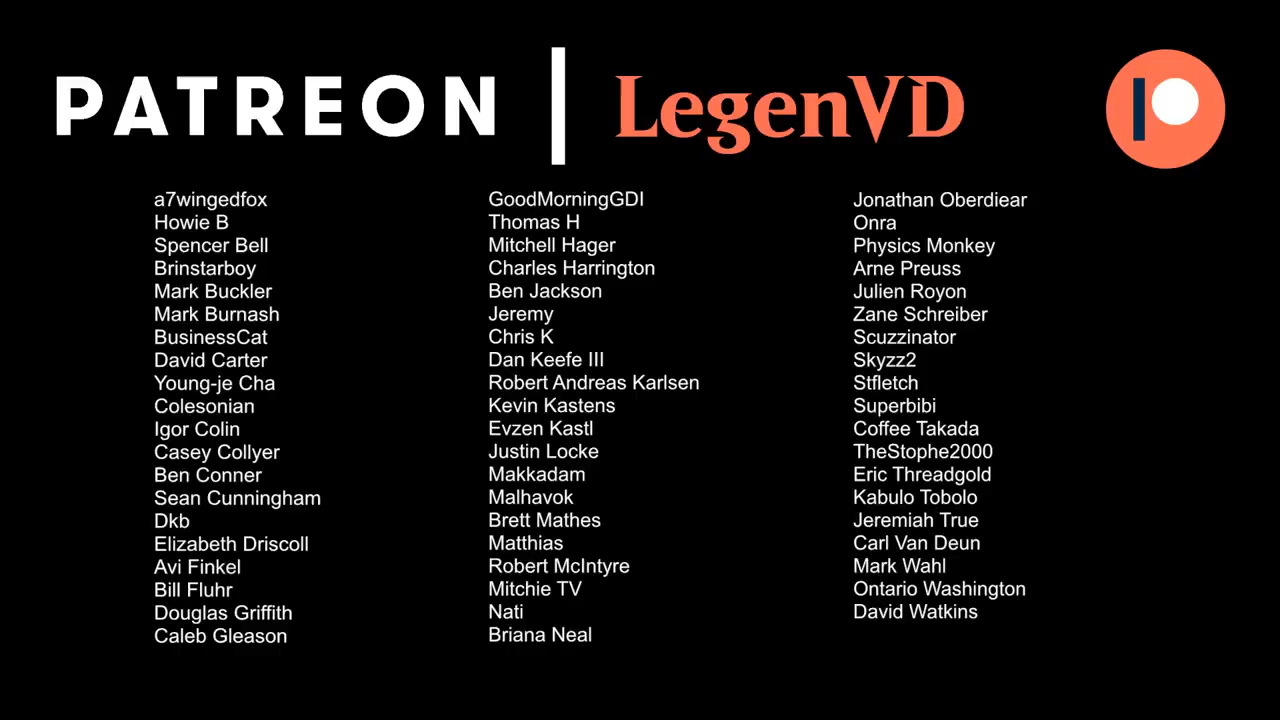 PATREON | LegenVD
a7wingedfox
Howie B
Spencer Bell
Brinstarboy
Mark Buckler
Mark Burnash
BusinessCat
David Carter
Young-je Cha
Colesonian
Igor Colin
Casey Collyer
Ben Conner
Sean Cunningham
Dkb
Elizabeth Driscoll
Avi Finkel
Bill Fluhr
Douglas Griffith
Caleb Gleason
GoodMorningGDI
Thomas H
Mitchell Hager
Charles Harrington
Ben Jackson
Jeremy
Chris K
Dan Keefe III
Robert Andreas Karlsen
Kevin Kastens
Evzen Kastl
Justin Locke
Makkadam
Malhavok
Brett Mathes
Matthias
Robert McIntyre
Mitchie TV
Nati
Briana Neal
Jonathan Oberdiear
Onra
Physics Monkey
Arne Preuss
Julien Royon
Zane Schreiber
Scuzzinator
Skyzz2
Stfletch
Superbibi
Coffee Takada
TheStophe2000
Eric Threadgold
Kabulo Tobolo
Jeremiah True
Carl Van Deun
Mark Wahl
Ontario Washington
David Watkins